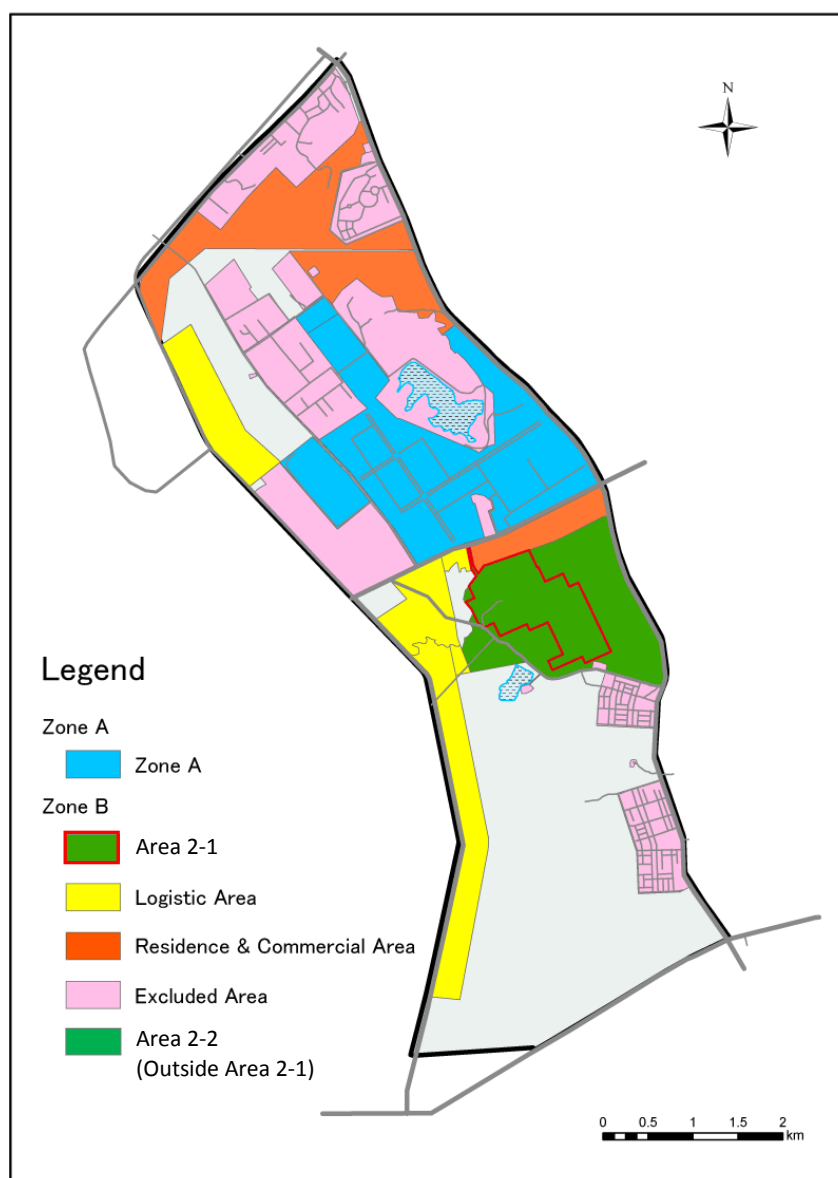 N
Legend
Zone A
Zone A
Zone B
Area 2-1
Logistic Area
Residence & Commercial Area
Excluded Area
Area 2-2
(Outside Area 2-1)
0 0.5 1 1.5 2
km